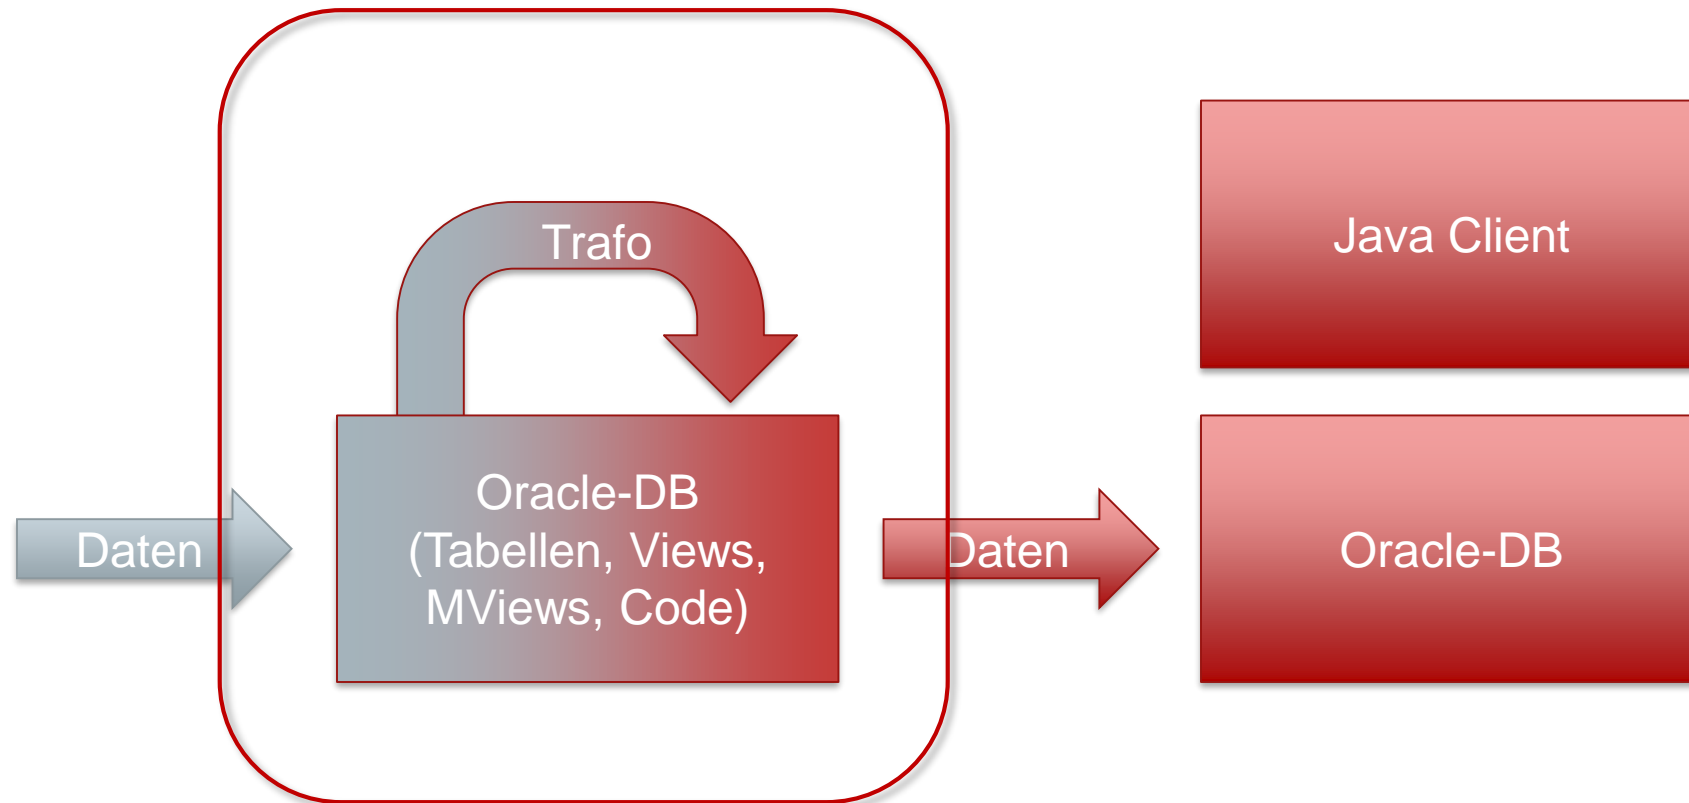 Trafo
Java Client
Daten
Oracle-DB
(Tabellen, Views,
MViews, Code)
Daten
Oracle-DB